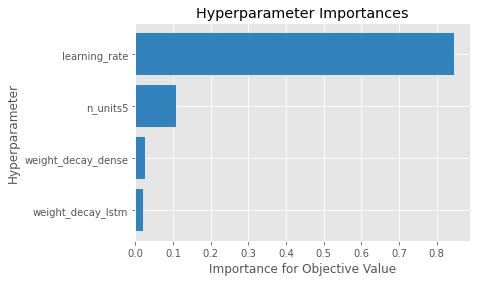 Hyperparameter Importances
Hyperparameter
learning_rate
n_units5
weight_decay_dense
weight_decay_lstm
0.0 0.1 0.2 0.3 0.4 0.5 0.6 0.7 0.8
Importance for Objective Value